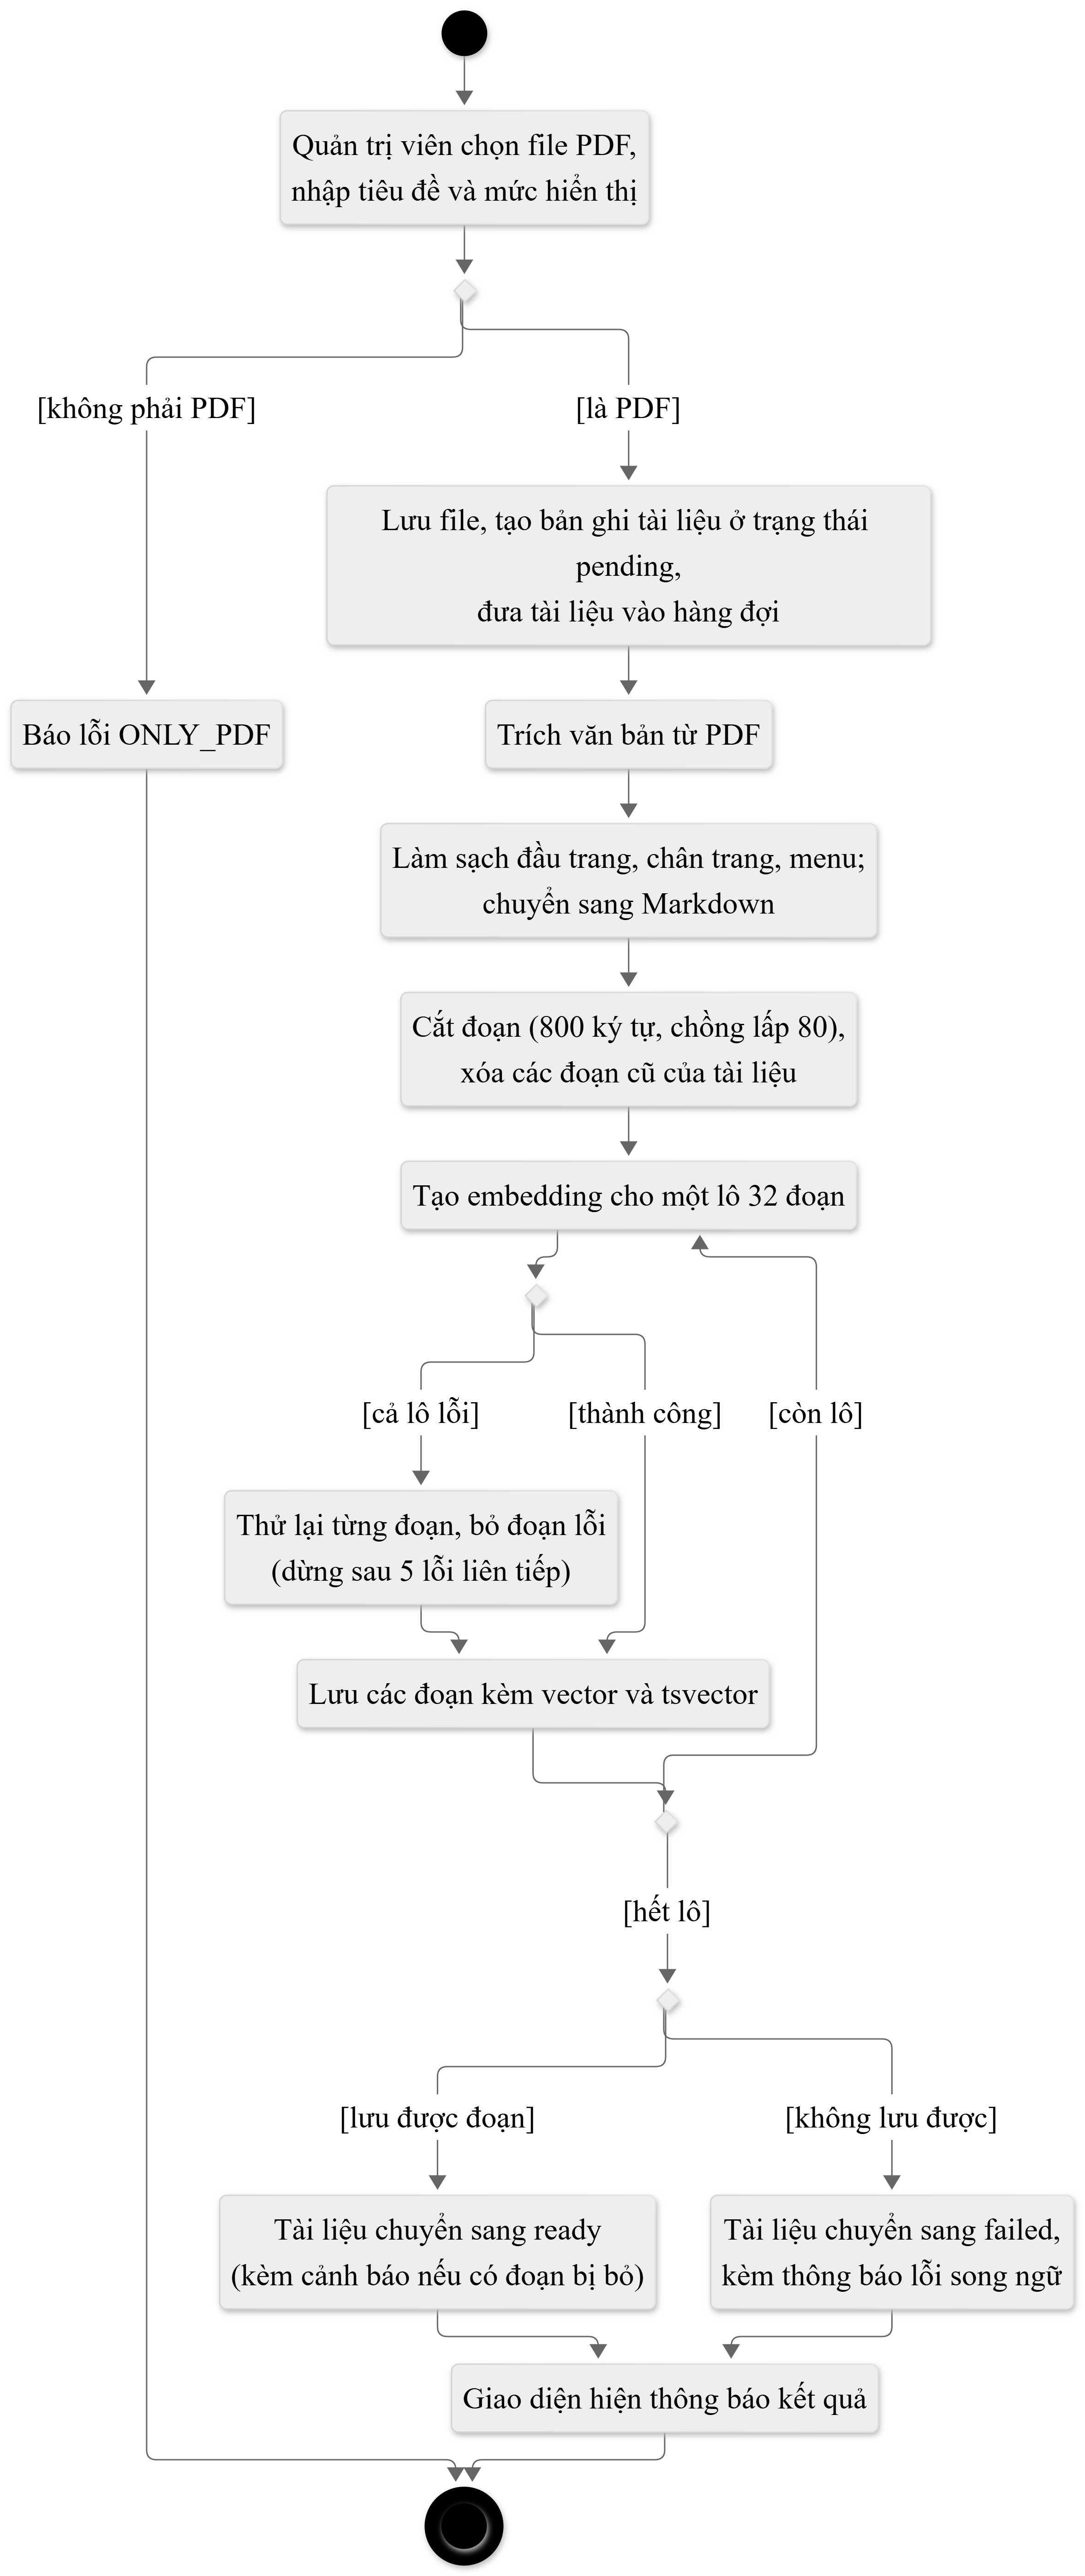 Quản trị viên chọn file PDF,
nhập tiêu đề và mức hiển thị
[không phải PDF]
[là PDF]
Lưu file, tạo bản ghi tài liệu ở trạng thái
pending,
đưa tài liệu vào hàng đợi
Báo lỗi ONLY_PDF
Trích văn bản từ PDF
Làm sạch đầu trang, chân trang, menu;
chuyển sang Markdown
Cắt đoạn (800 ký tự, chồng lấp 80),
xóa các đoạn cũ của tài liệu
Tạo embedding cho một lô 32 đoạn
[cả lô lỗi]
[thành công]
[còn lô]
Thử lại từng đoạn, bỏ đoạn lỗi
(dừng sau 5 lỗi liên tiếp)
Lưu các đoạn kèm vector và tsvector
[hết lô]
[lưu được đoạn]
[không lưu được]
Tài liệu chuyển sang ready
(kèm cảnh báo nếu có đoạn bị bỏ)
Tài liệu chuyển sang failed,
kèm thông báo lỗi song ngữ
Giao diện hiện thông báo kết quả